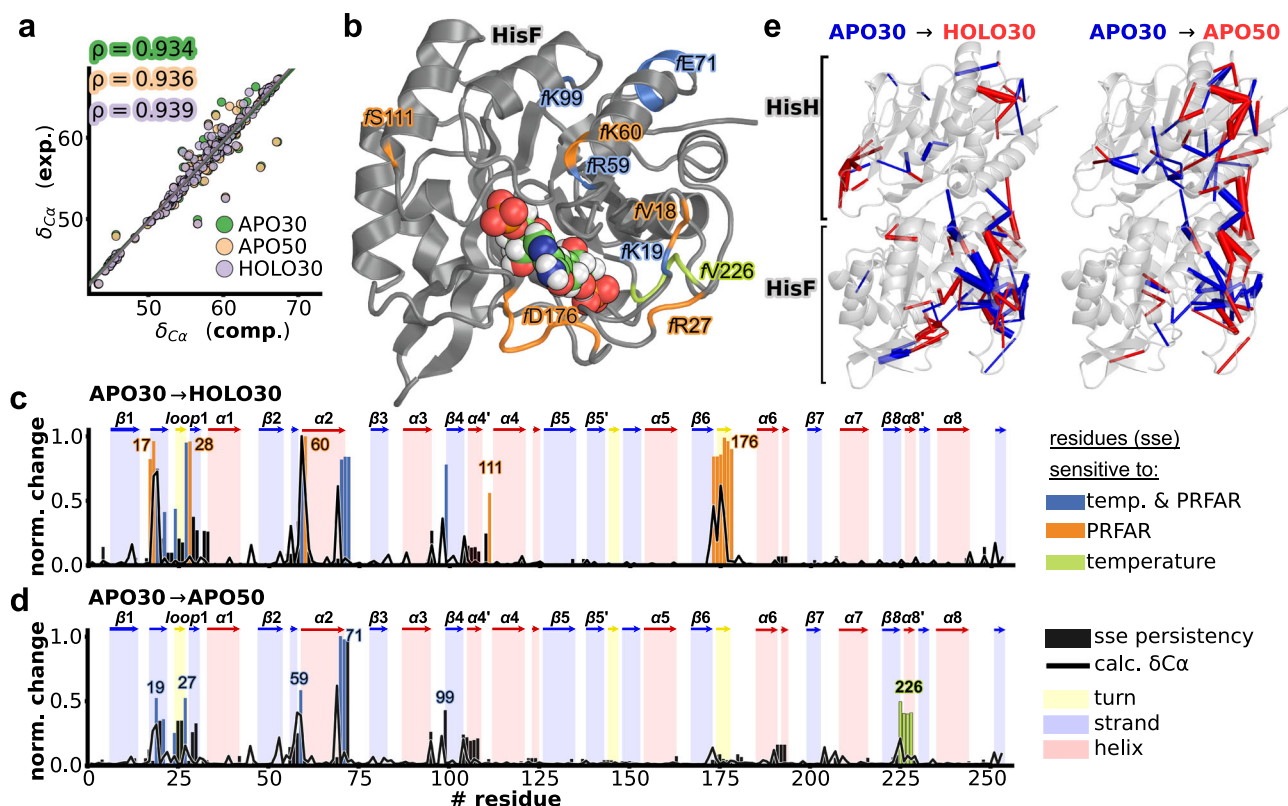 a
ρ = 0.934
ρ = 0.936
ρ = 0.939
60
50
δCα (exp.)
APO30
APO50
HOLO30
50
60
70
δCα (comp.)
b
HisF
fE71
fK99
fS111
fK60
fR59
fV18
fK19
fV226
fD176
fR27
e
APO30 → HOLO30
APO30 → APO50
HisH
HisF
c
APO30→HOLO30
β1 loop1 α1 β2 α2 β3 α3 β4 α4' α4 β5 β5' α5 β6 α6 β7 α7 β8 α8' α8
1.0
0.5
0.0
norm. change
17
28
60
111
176
d
APO30→APO50
β1 loop1 α1 β2 α2 β3 α3 β4 α4' α4 β5 β5' α5 β6 α6 β7 α7 β8 α8' α8
1.0
0.5
0.0
norm. change
19
27
59
71
99
226
0 25 50 75 100 125 150 175 200 225 250
# residue
residues (sse)
sensitive to:
temp. & PRFAR
PRFAR
temperature
sse persistency
calc. δCα
turn
strand
helix